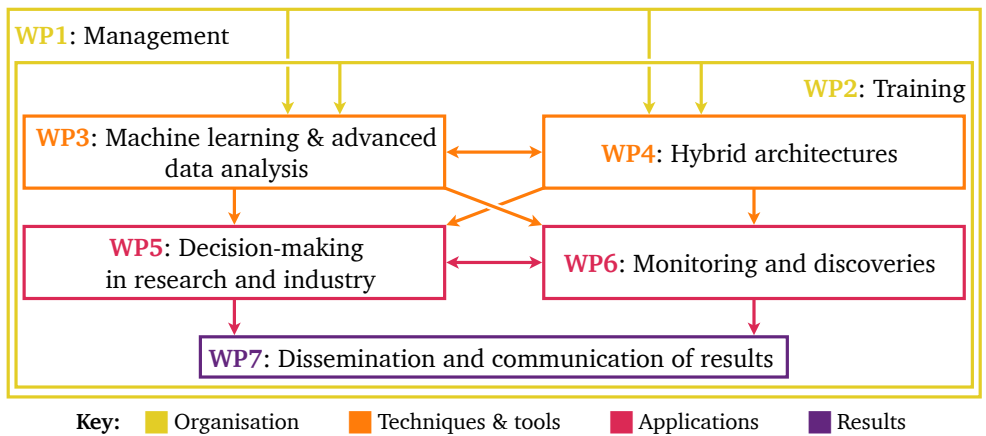 WP1: Management
WP2: Training
WP3: Machine learning & advanced
data analysis
WP4: Hybrid architectures
WP5: Decision-making
in research and industry
WP6: Monitoring and discoveries
WP7: Dissemination and communication of results
Key: Organisation Techniques & tools Applications Results